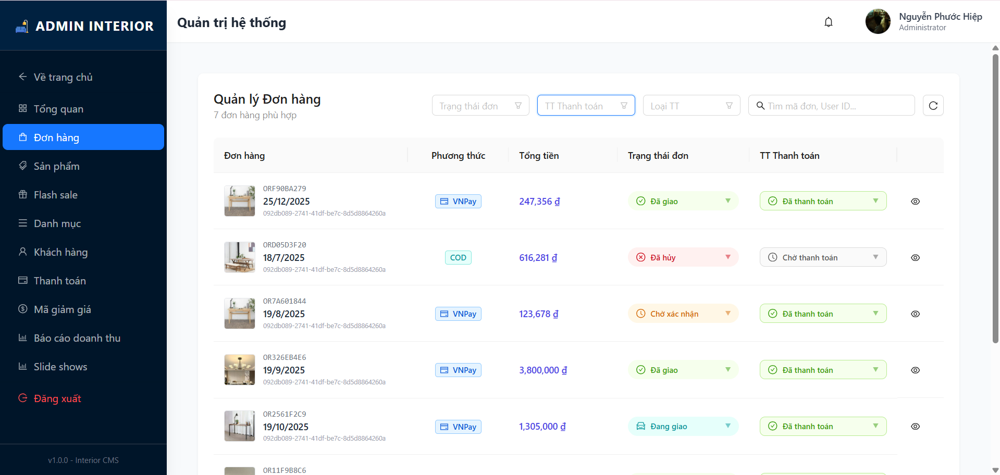 ADMIN INTERIOR
Quản trị hệ thống
Nguyễn Phước Hiệp
Administrator
Về trang chủ
Tổng quan
Đơn hàng
Sản phẩm
Flash sale
Danh mục
Khách hàng
Thanh toán
Mã giảm giá
Báo cáo doanh thu
Slide shows
Đăng xuất
v1.0.0 - Interior CMS
Quản lý Đơn hàng
7 đơn hàng phù hợp
Trạng thái đơn
TT Thanh toán
Loại TT
Tìm mã đơn, User ID...
Đơn hàng Phương thức Tổng tiền Trạng thái đơn TT Thanh toán
ORF90BA279
25/12/2025
092db089-2741-41df-be7c-8d5d8864260a
VNPay 247,356 ₫ Đã giao Đã thanh toán
ORD05D3F20
18/7/2025
092db089-2741-41df-be7c-8d5d8864260a
COD 616,281 ₫ Đã hủy Chờ thanh toán
OR7A601844
19/8/2025
092db089-2741-41df-be7c-8d5d8864260a
VNPay 123,678 ₫ Chờ xác nhận Đã thanh toán
OR326EB4E6
19/9/2025
092db089-2741-41df-be7c-8d5d8864260a
VNPay 3,800,000 ₫ Đã giao Đã thanh toán
OR2561F2C9
19/10/2025
092db089-2741-41df-be7c-8d5d8864260a
VNPay 1,305,000 ₫ Đang giao Đã thanh toán
OR11F9B8C6